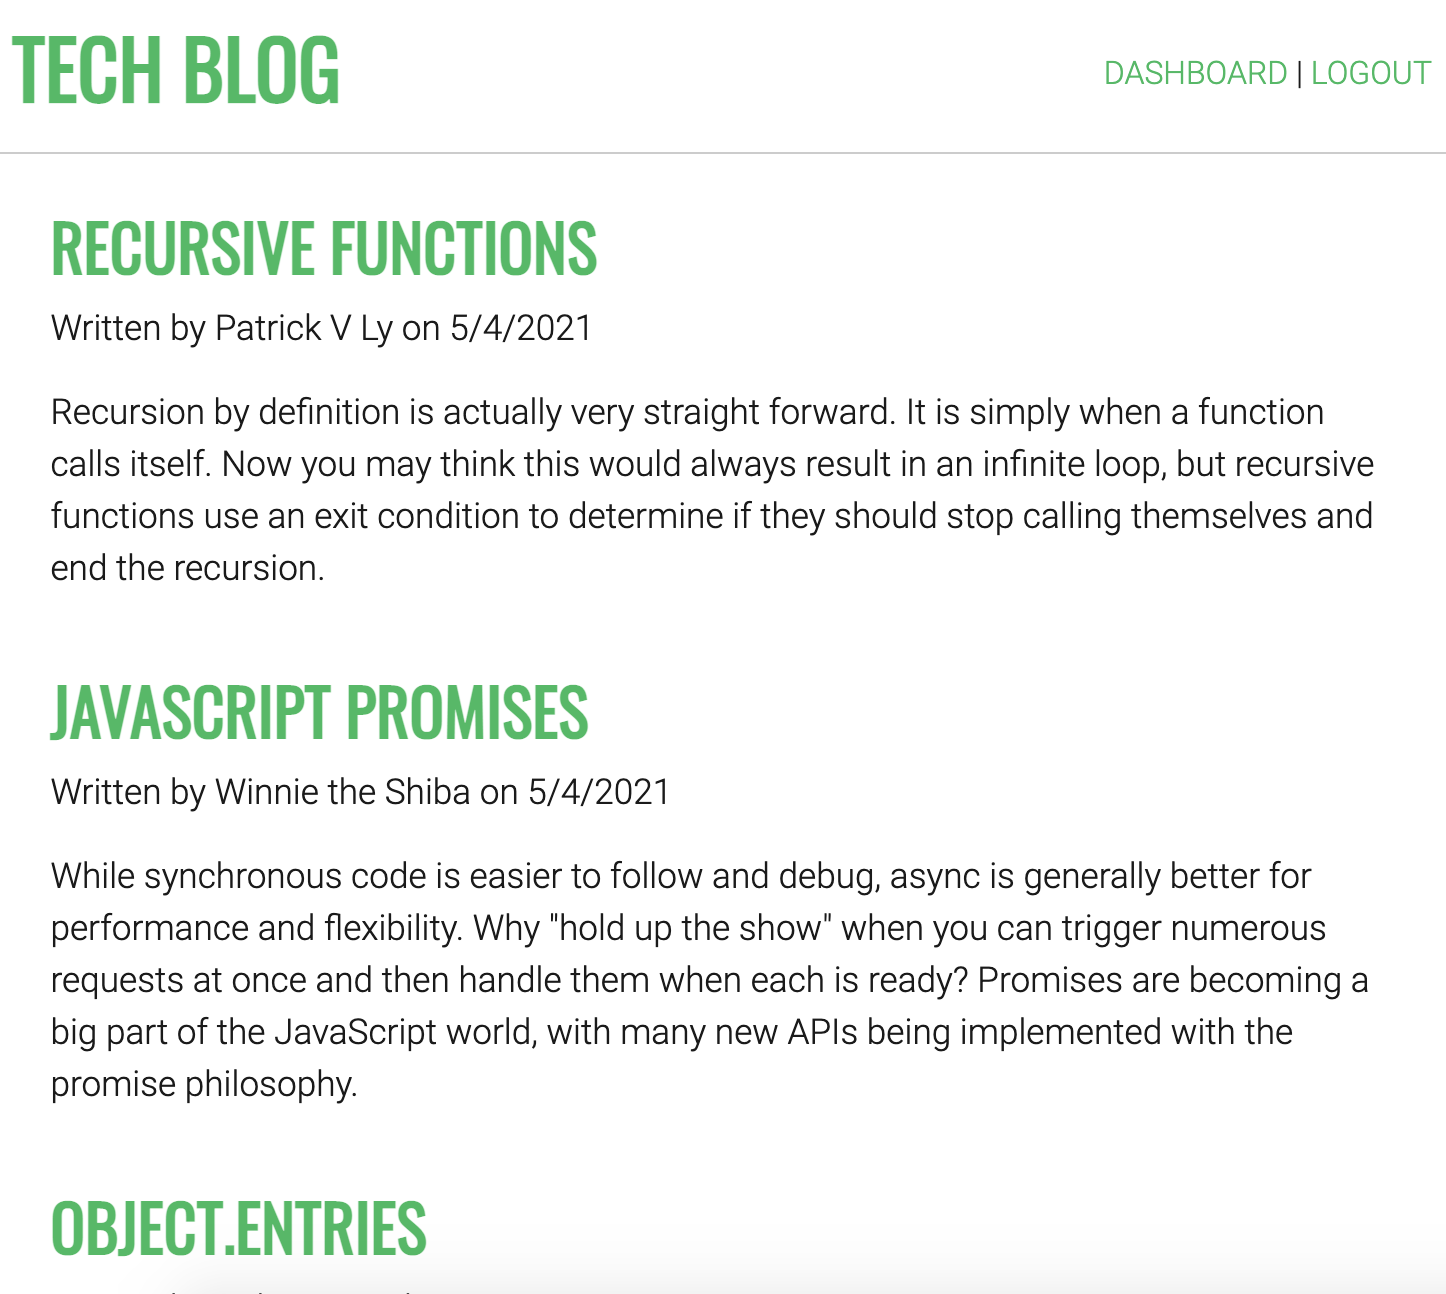 TECH BLOG
DASHBOARD | LOGOUT
RECURSIVE FUNCTIONS
Written by Patrick V Ly on 5/4/2021
Recursion by definition is actually very straight forward. It is simply when a function
calls itself. Now you may think this would always result in an infinite loop, but recursive
functions use an exit condition to determine if they should stop calling themselves and
end the recursion.
JAVASCRIPT PROMISES
Written by Winnie the Shiba on 5/4/2021
While synchronous code is easier to follow and debug, async is generally better for
performance and flexibility. Why "hold up the show" when you can trigger numerous
requests at once and then handle them when each is ready? Promises are becoming a
big part of the JavaScript world, with many new APIs being implemented with the
promise philosophy.
OBJECT.ENTRIES